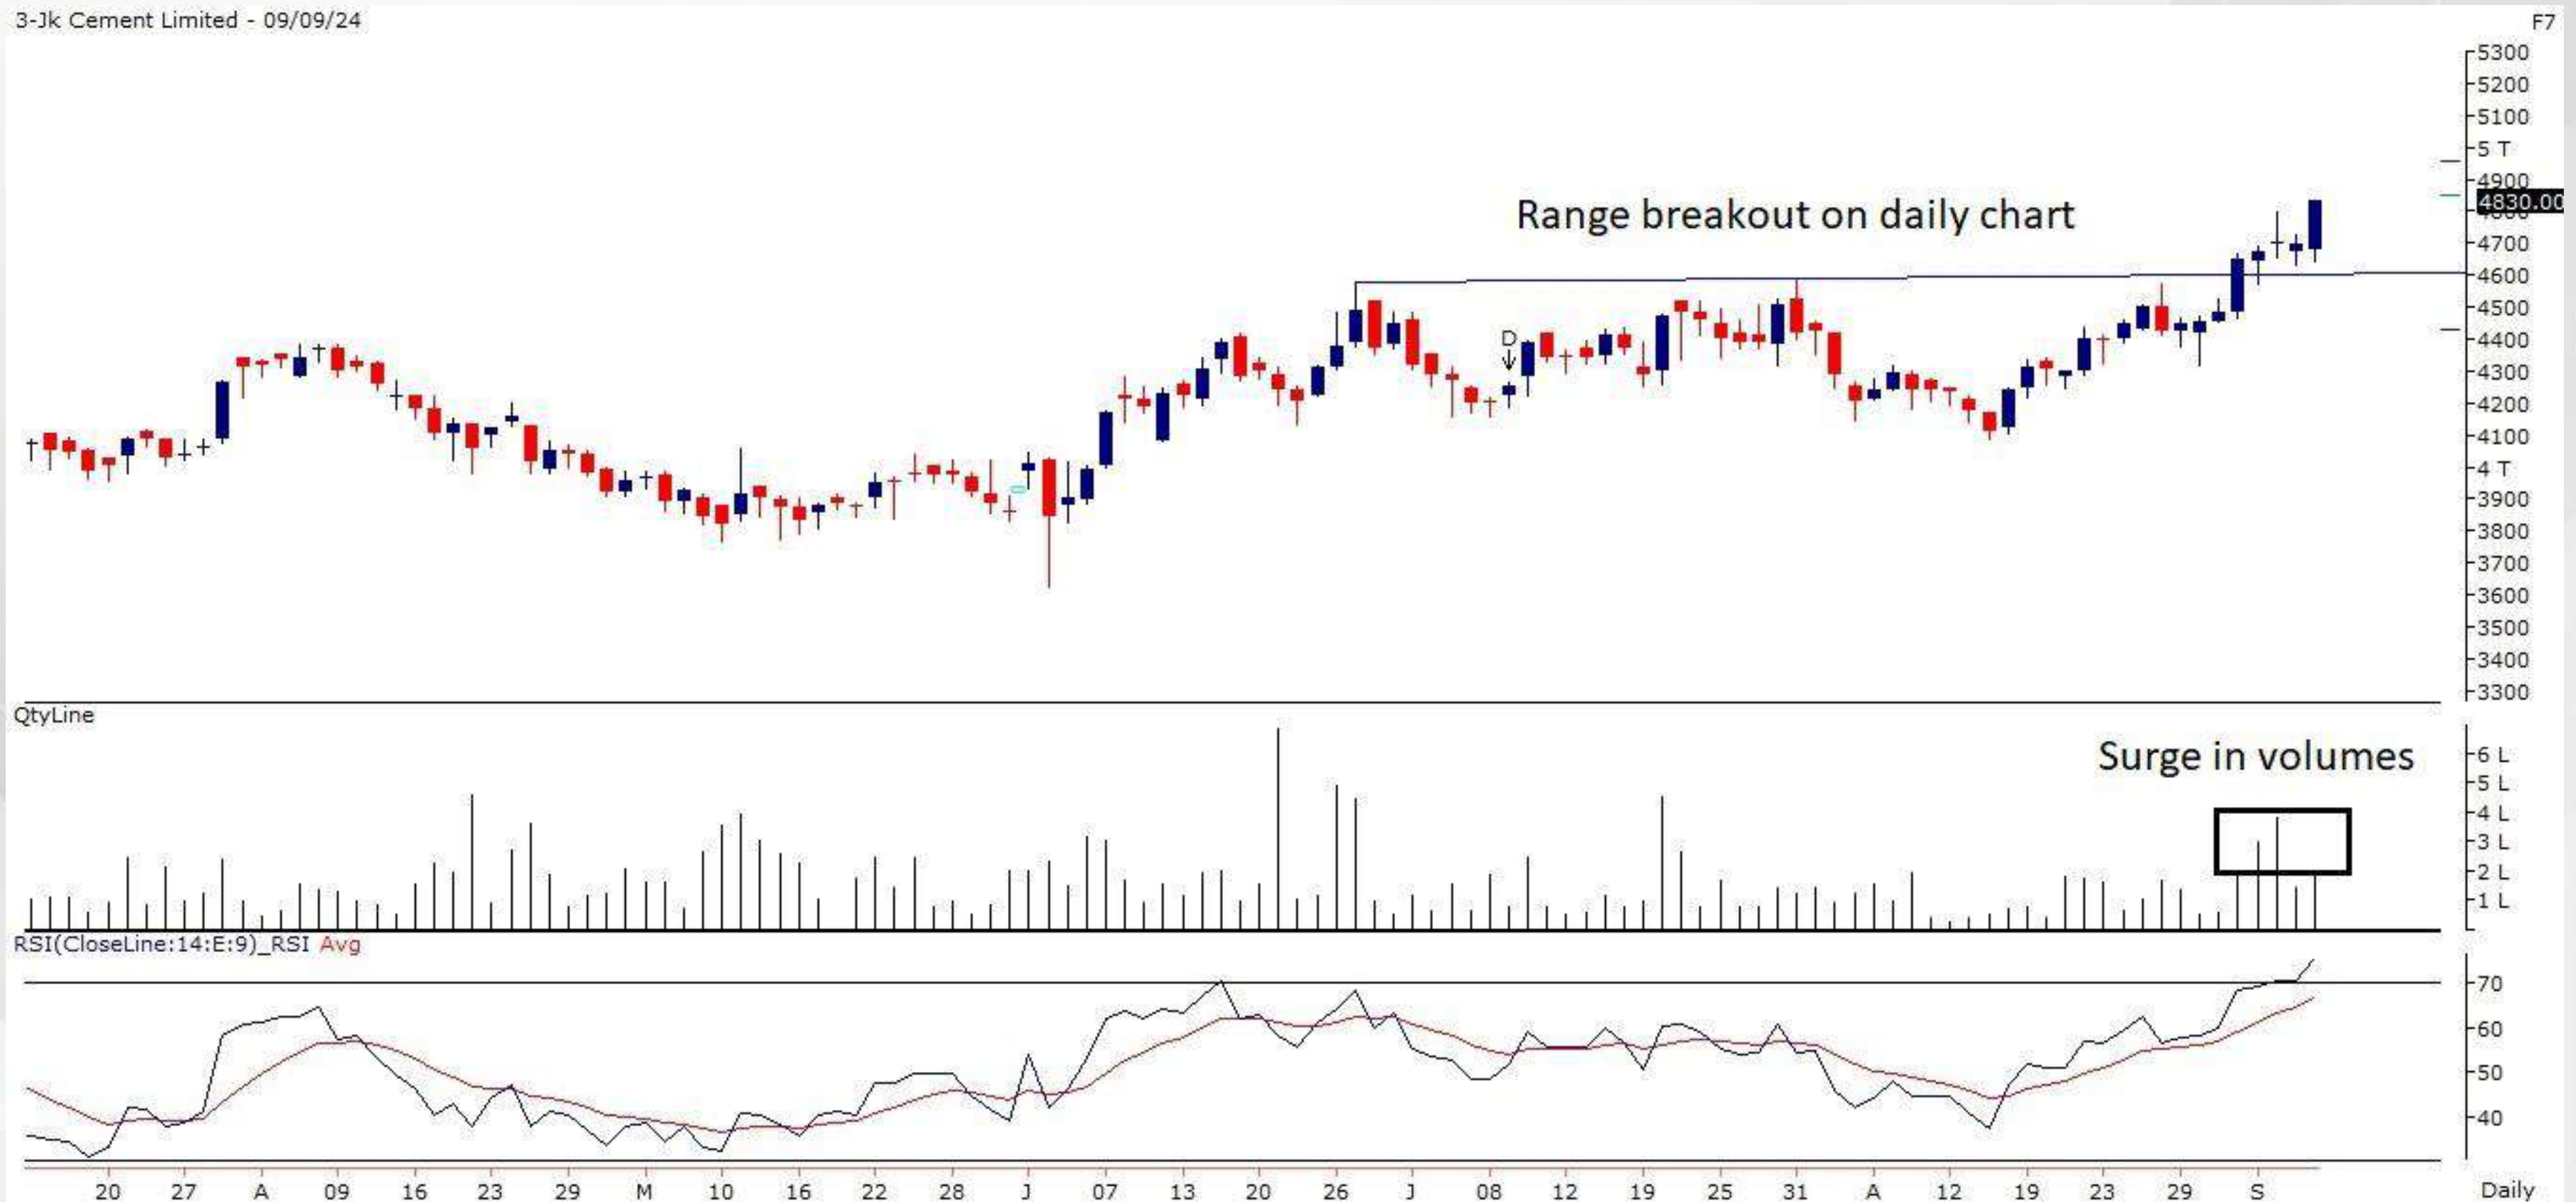 3-Jk Cement Limited - 09/09/24
F7
5300
5200
5100
5 T
4900
4830.00
4700
4600
4500
4400
4300
4200
4100
4 T
3900
3800
3700
3600
3500
3400
3300
Range breakout on daily chart
D
QtyLine
Surge in volumes
6 L
5 L
4 L
3 L
2 L
1 L
RSI(CloseLine:14:E:9)_RSI Avg
70
60
50
40
20 27 A 09 16 23 29 M 10 16 22 28 J 07 13 20 26 J 08 12 19 25 31 A 12 19 23 29 S Daily